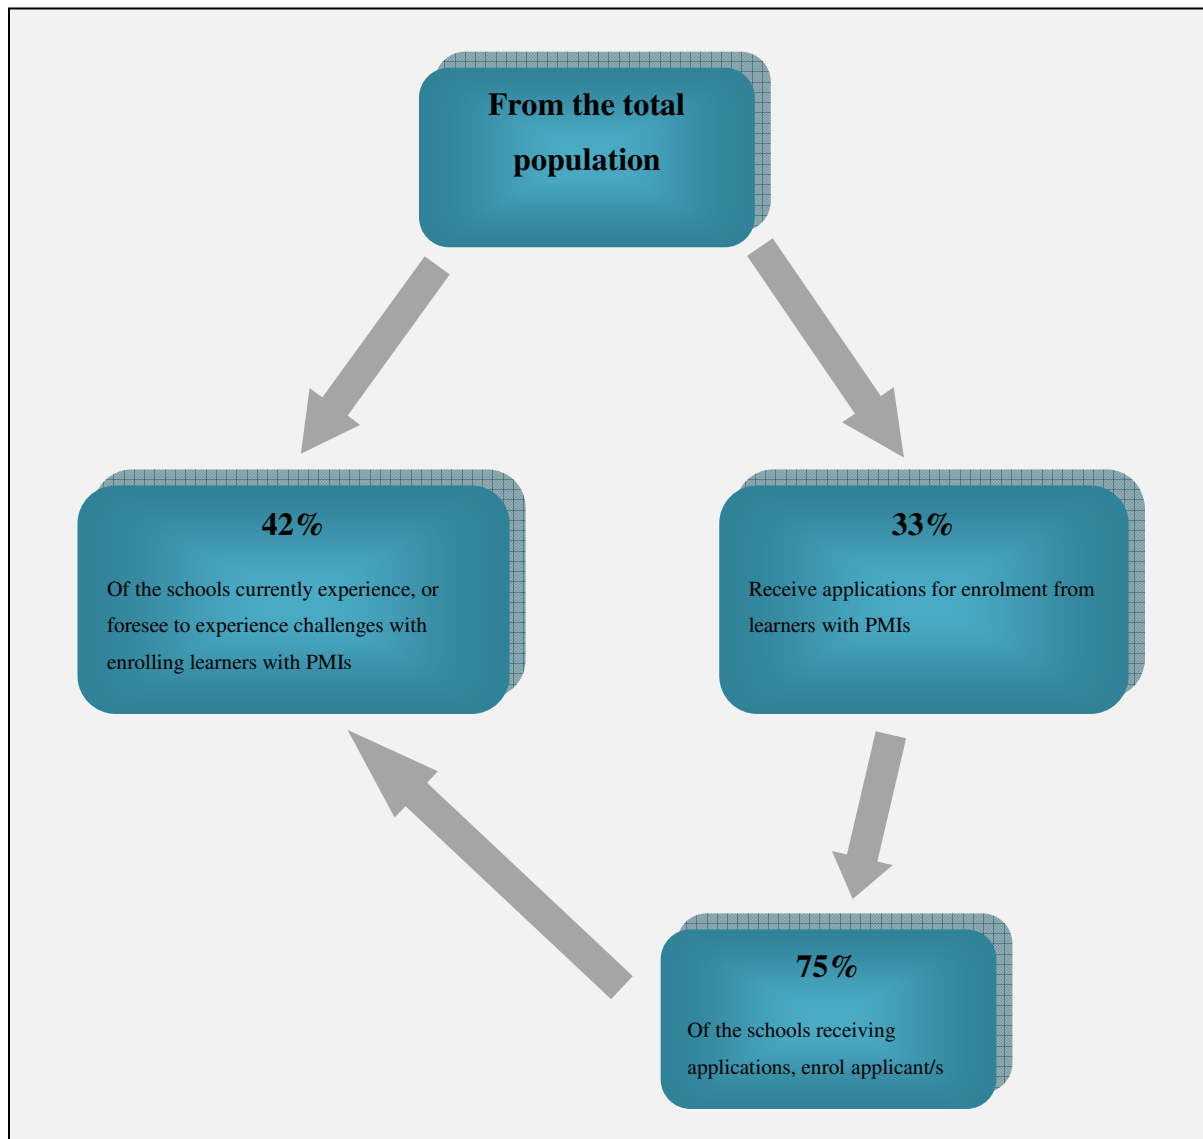 From the total
population
42%
Of the schools currently experience, or
foresee to experience challenges with
enrolling learners with PMIs
33%
Receive applications for enrolment from
learners with PMIs
75%
Of the schools receiving
applications, enrol applicant/s